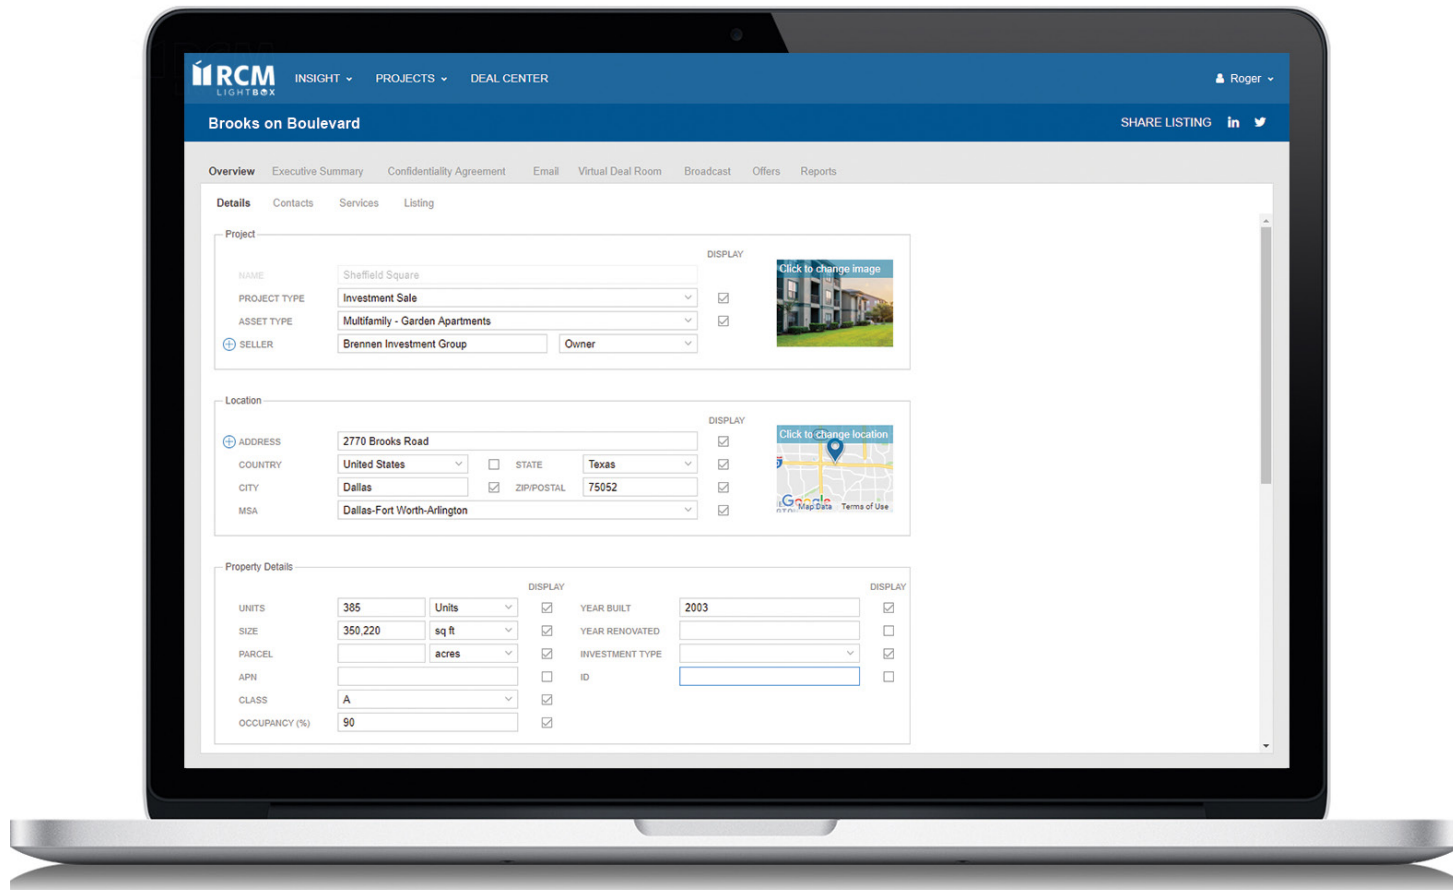 RCM
LIGHTBOX
INSIGHT PROJECTS DEAL CENTER
Roger
Brooks on Boulevard
SHARE LISTING in
Overview Executive Summary Confidentiality Agreement Email Virtual Deal Room Broadcast Offers Reports
Details Contacts Services Listing
Project
DISPLAY
Click to change image
NAME Sheffield Square
PROJECT TYPE Investment Sale
ASSET TYPE Multifamily - Garden Apartments
SELLER Brennen Investment Group Owner
Location
DISPLAY
Click to change location
ADDRESS 2770 Brooks Road
COUNTRY United States STATE Texas
CITY Dallas ZIP/POSTAL 75052
MSA Dallas-Fort Worth-Arlington
Google
Map Data Terms of Use
Property Details
DISPLAY DISPLAY
UNITS 385 Units YEAR BUILT 2003
SIZE 350,220 sq ft YEAR RENOVATED
PARCEL acres INVESTMENT TYPE
APN ID
CLASS A
OCCUPANCY (%) 90